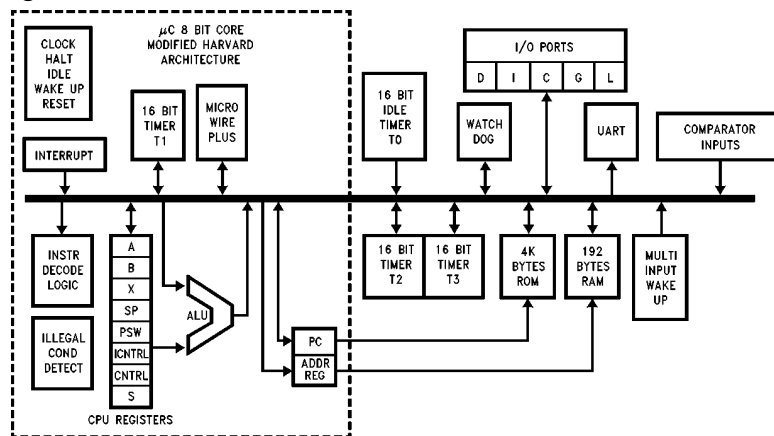 μC 8 BIT CORE
MODIFIED HARVARD
ARCHITECTURE
CLOCK
HALT
IDLE
WAKE UP
RESET
16 BIT
TIMER
T1
MICRO
WIRE
PLUS
INTERRUPT
16 BIT
IDLE
TIMER
T0
WATCH
DOG
I/O PORTS
D I C G L
UART
COMPARATOR
INPUTS
INSTR
DECODE
LOGIC
ILLEGAL
COND
DETECT
A
B
X
SP
PSW
ICNTRL
CNTRL
S
CPU REGISTERS
ALU
PC
ADDR
REG
16 BIT
TIMER
T2
16 BIT
TIMER
T3
4K
BYTES
ROM
192
BYTES
RAM
MULTI
INPUT
WAKE
UP